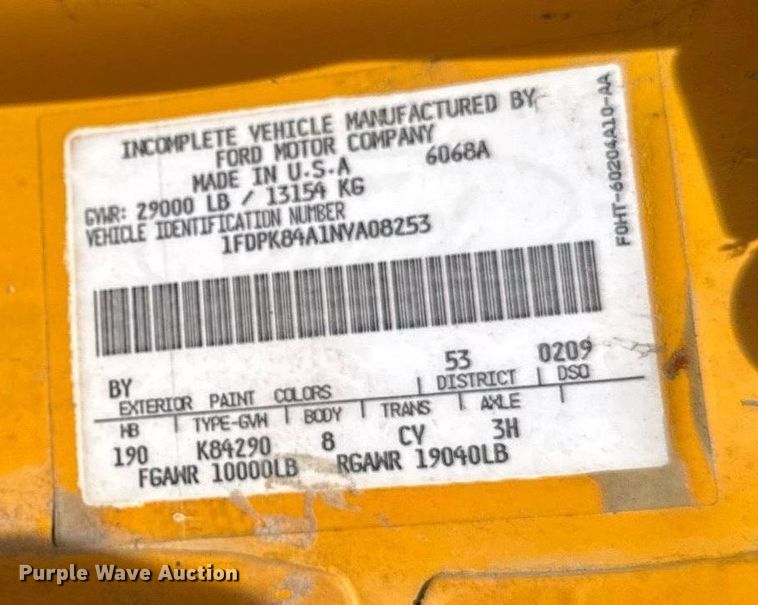 INCOMPLETE VEHICLE MANUFACTURED BY
FORD MOTOR COMPANY
MADE IN U.S.A 6068A
GVWR: 29000 LB / 13154 KG
VEHICLE IDENTIFICATION NUMBER
1FDPK84A1NVA08253
F0HT-60204A10-AA
BY 53 0209
EXTERIOR PAINT COLORS DISTRICT DSO
WB TYPE-GVW BODY TRANS AXLE
190 K84290 8 CY 3H
FGAWR 10000LB RGAWR 19040LB
Purple Wave Auction